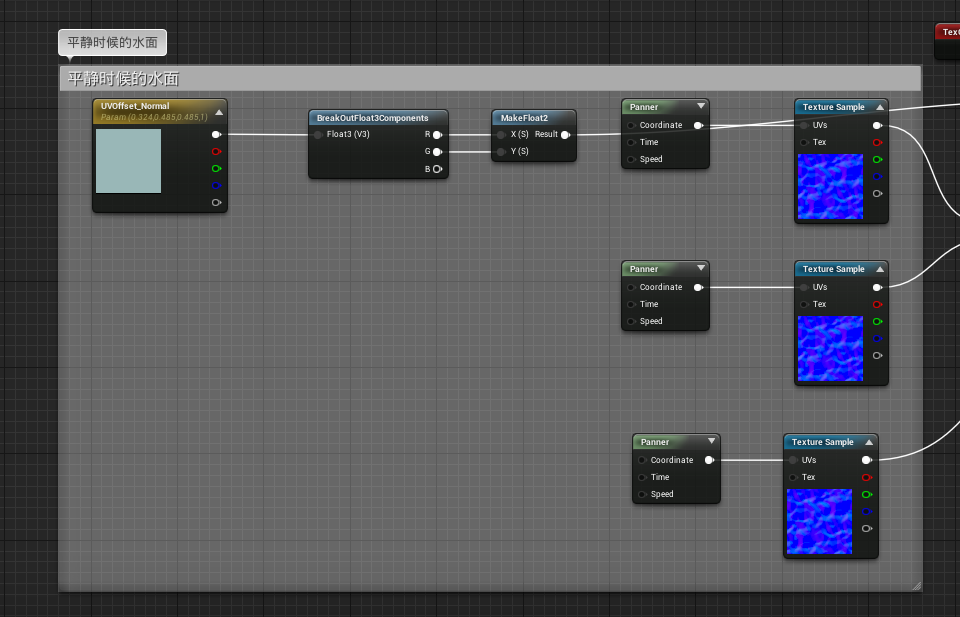 平静时候的水面
TexC
平静时候的水面
UVOffset_Normal
Param (0.324,0.485,0.485,1)
BreakOutFloat3Components
Float3 (V3)
R
G
B
MakeFloat2
X (S)
Result
Y (S)
Panner
Coordinate
Time
Speed
Texture Sample
UVs
Tex
Panner
Coordinate
Time
Speed
Texture Sample
UVs
Tex
Panner
Coordinate
Time
Speed
Texture Sample
UVs
Tex